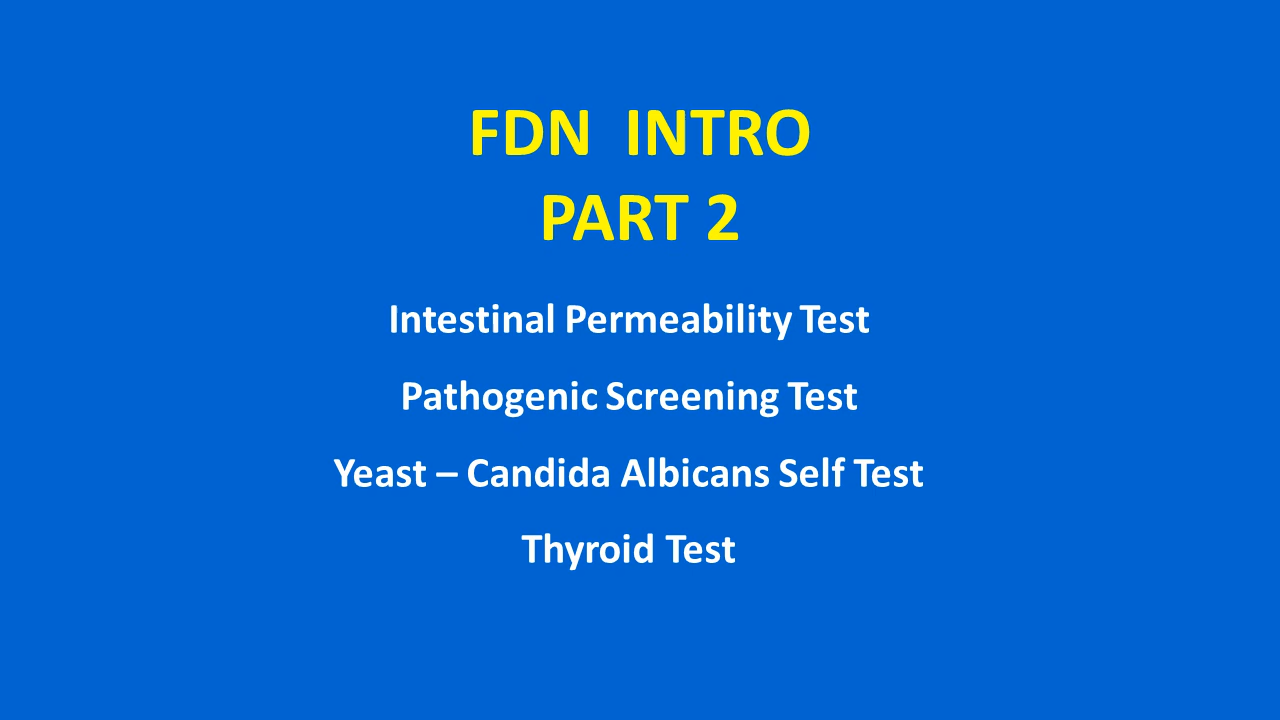 FDN INTRO
PART 2
Intestinal Permeability Test
Pathogenic Screening Test
Yeast – Candida Albicans Self Test
Thyroid Test